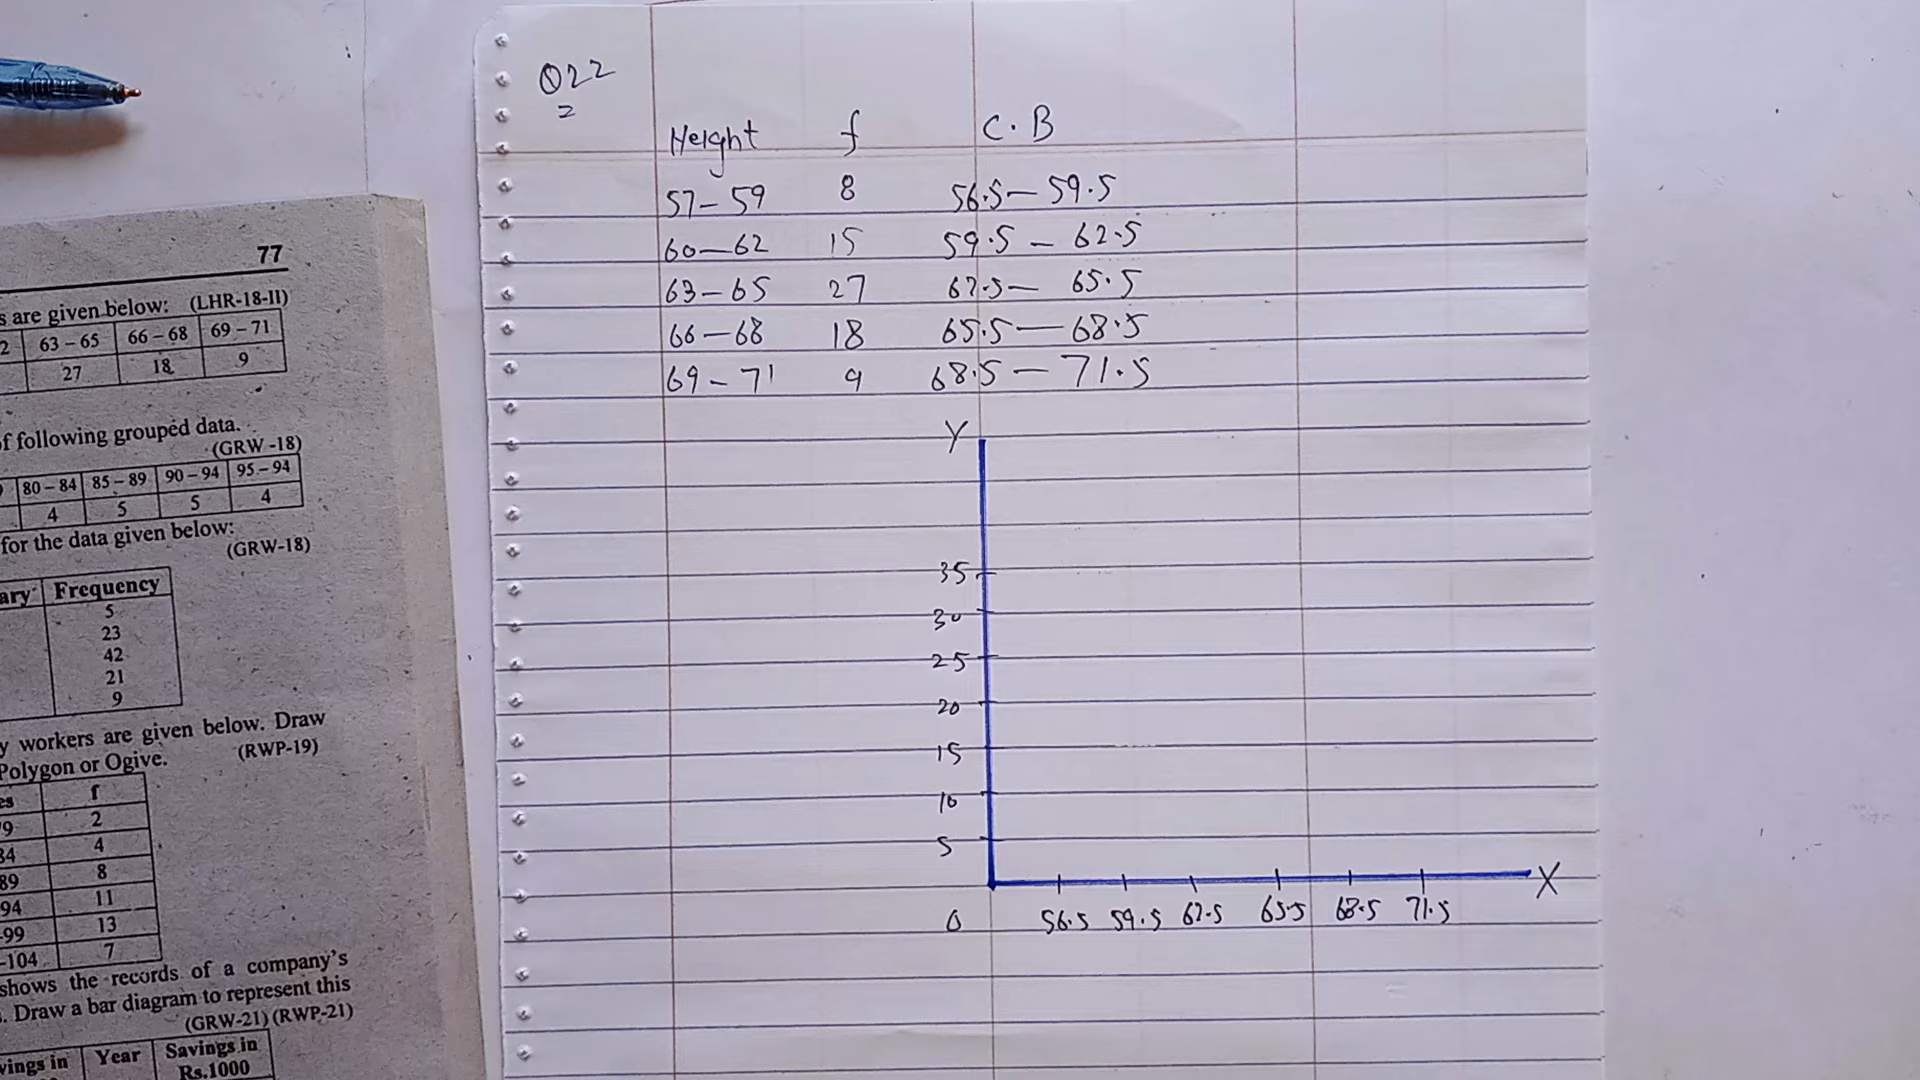 Q22
Height f C.B
57-59 8 56.5-59.5
60-62 15 59.5-62.5
63-65 27 62.5-65.5
66-68 18 65.5-68.5
69-71 9 68.5-71.5
Y
35
30
25
20
15
10
5
X
0 56.5 59.5 62.5 65.5 68.5 71.5
77
are given below: (LHR-18-II)
2 63-65 66-68 69-71
27 18 9
of following grouped data.
(GRW -18)
80-84 85-89 90-94 95-94
4 5 5 4
for the data given below:
(GRW-18)
Frequency
5
23
42
21
9
workers are given below. Draw
Polygon or Ogive. (RWP-19)
f
2
4
8
11
13
-104 7
shows the records of a company's
. Draw a bar diagram to represent this
(GRW-21) (RWP-21)
in Year Savings in
Rs.1000